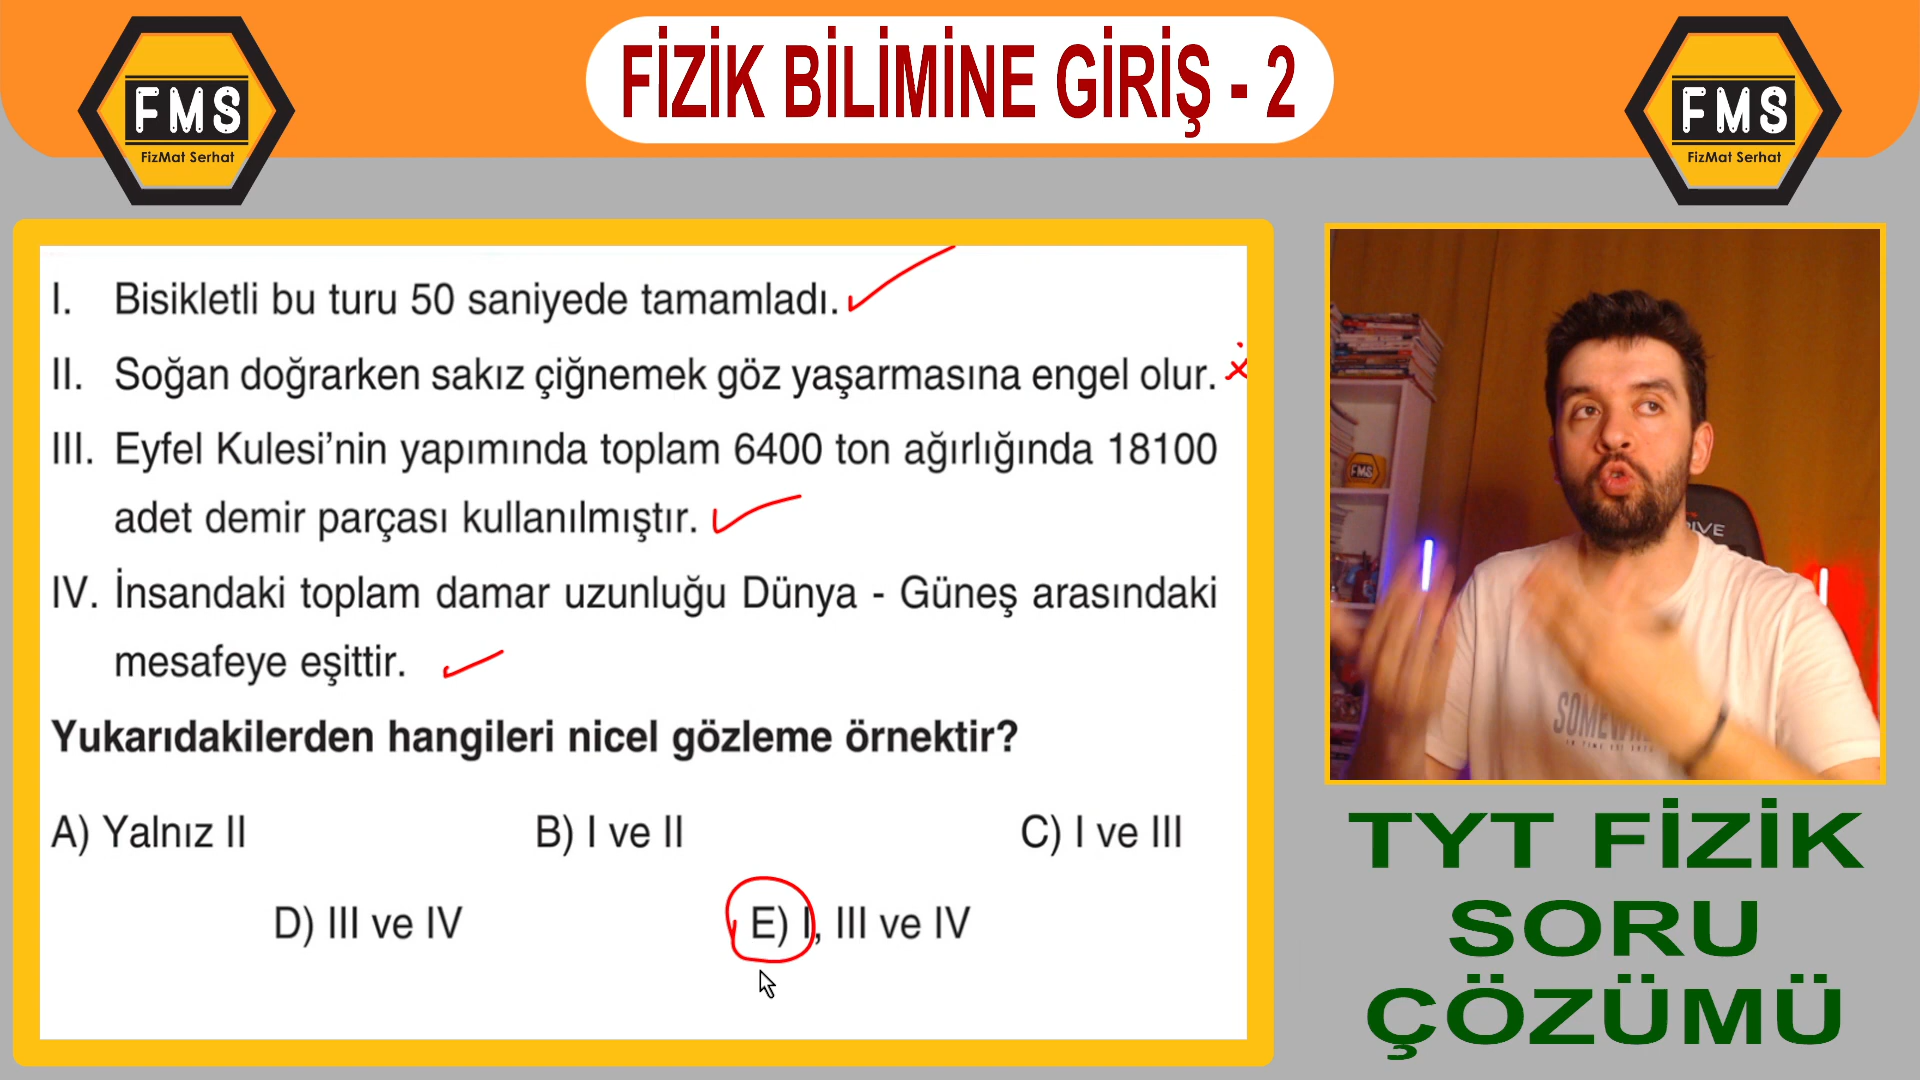 FİZİK BİLİMİNE GİRİŞ - 2
FMS
FizMat Serhat
FMS
FizMat Serhat
I. Bisikletli bu turu 50 saniyede tamamladı.
II. Soğan doğrarken sakız çiğnemek göz yaşarmasına engel olur.
III. Eyfel Kulesi’nin yapımında toplam 6400 ton ağırlığında 18100
adet demir parçası kullanılmıştır.
IV. İnsandaki toplam damar uzunluğu Dünya - Güneş arasındaki
mesafeye eşittir.
Yukarıdakilerden hangileri nicel gözleme örnektir?
A) Yalnız II B) I ve II C) I ve III
D) III ve IV E) I, III ve IV
FMS
TYT FİZİK
SORU
ÇÖZÜMÜ